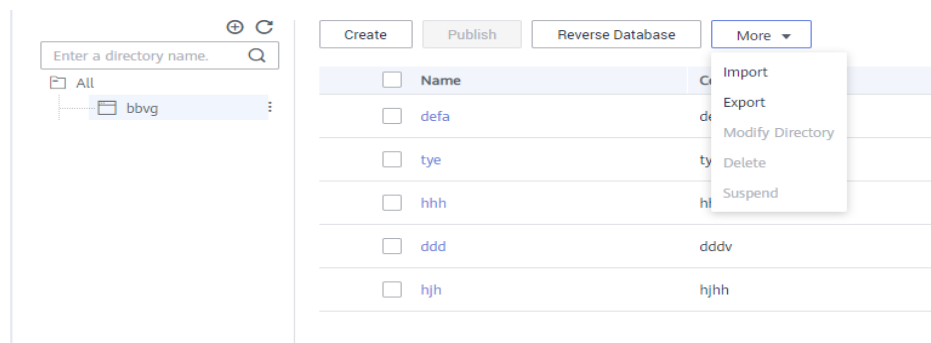 Enter a directory name.
All
bbvg
Create Publish Reverse Database More
Import
Export
Modify Directory
Delete
Suspend
Name
defa
tye
hhh
ddd dddv
hjh hjhh